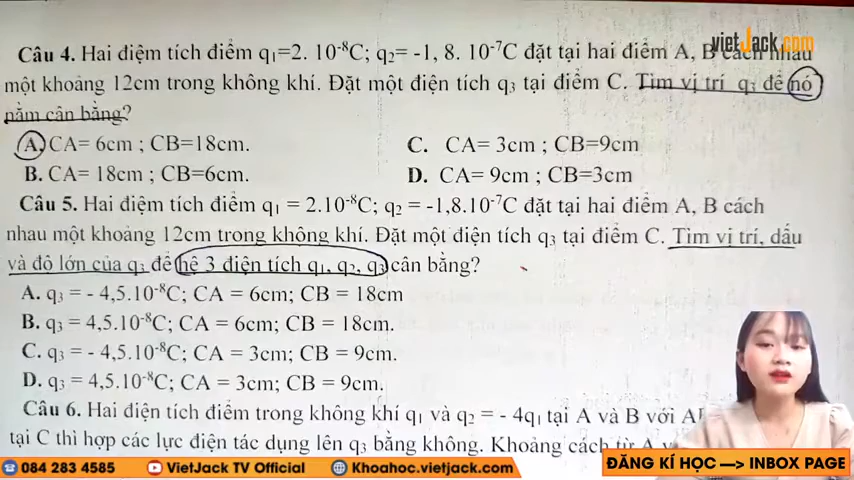 vietJack.com
Câu 4. Hai điệm tích điểm q₁=2. 10⁻⁸C; q₂= -1, 8. 10⁻⁷C đặt tại hai điểm A, B cách nhau
một khoảng 12cm trong không khí. Đặt một điện tích q₃ tại điểm C. Tìm vị trí q₃ để nó
nằm cân bằng?
A. CA= 6cm ; CB=18cm.
C. CA= 3cm ; CB=9cm
B. CA= 18cm ; CB=6cm.
D. CA= 9cm ; CB=3cm
Câu 5. Hai điệm tích điểm q₁ = 2.10⁻⁸C; q₂ = -1,8.10⁻⁷C đặt tại hai điểm A, B cách
nhau một khoảng 12cm trong không khí. Đặt một điện tích q₃ tại điểm C. Tìm vị trí, dấu
và độ lớn của q₃ để hệ 3 điện tích q₁, q₂, q₃ cân bằng?
A. q₃ = - 4,5.10⁻⁸C; CA = 6cm; CB = 18cm
B. q₃ = 4,5.10⁻⁸C; CA = 6cm; CB = 18cm.
C. q₃ = - 4,5.10⁻⁸C; CA = 3cm; CB = 9cm.
D. q₃ = 4,5.10⁻⁸C; CA = 3cm; CB = 9cm.
Câu 6. Hai điện tích điểm trong không khí q₁ và q₂ = - 4q₁ tại A và B với
tại C thì hợp các lực điện tác dụng lên q₃ bằng không. Khoảng cách từ A
084 283 4585 VietJack TV Official Khoahoc.vietjack.com
ĐĂNG KÍ HỌC —> INBOX PAGE